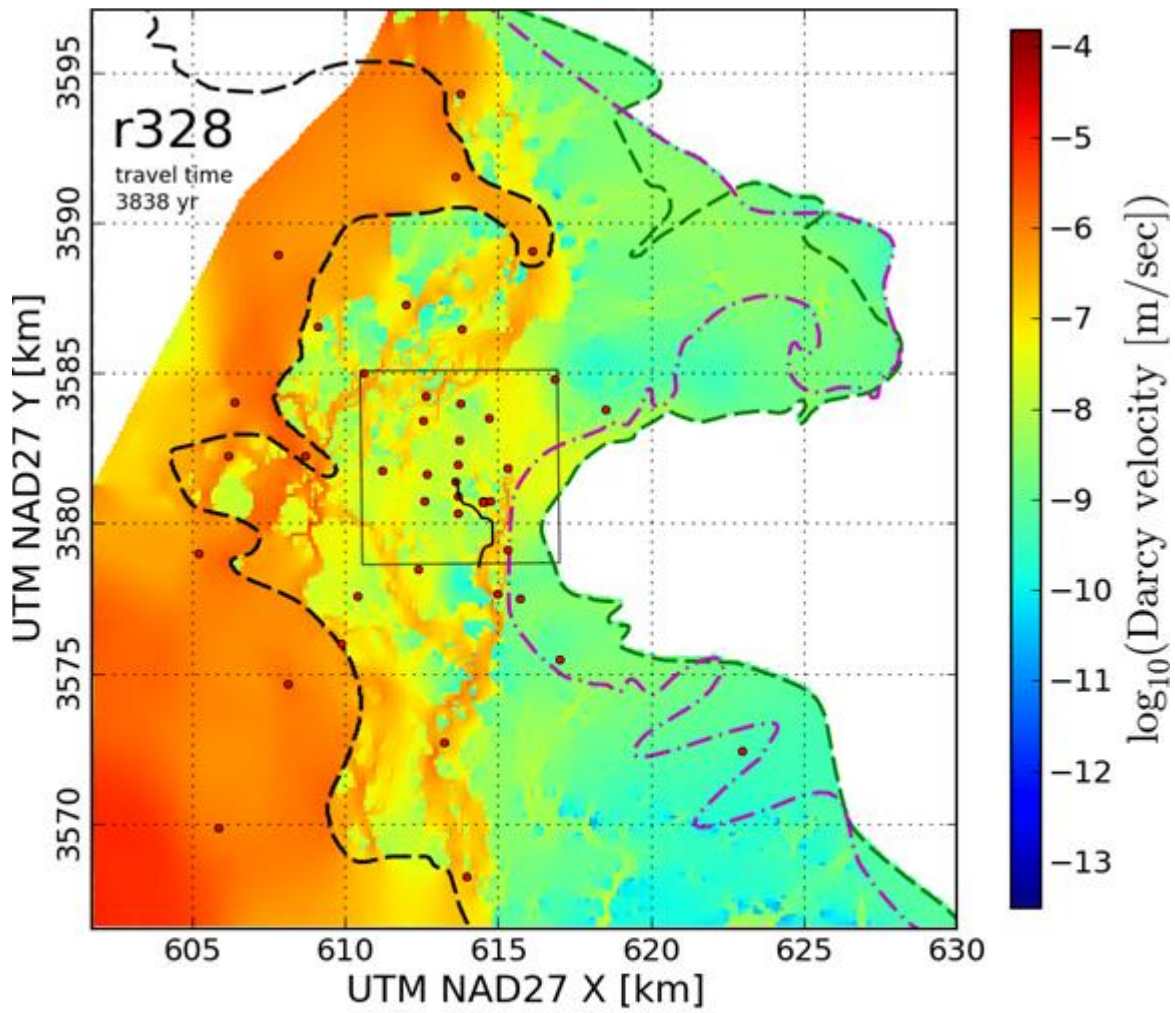 r328
travel time
3838 yr
3595
3590
3585
3580
3575
3570
UTM NAD27 Y [km]
605 610 615 620 625 630
UTM NAD27 X [km]
−4
−5
−6
−7
−8
−9
−10
−11
−12
−13
log₁₀(Darcy velocity [m/sec])